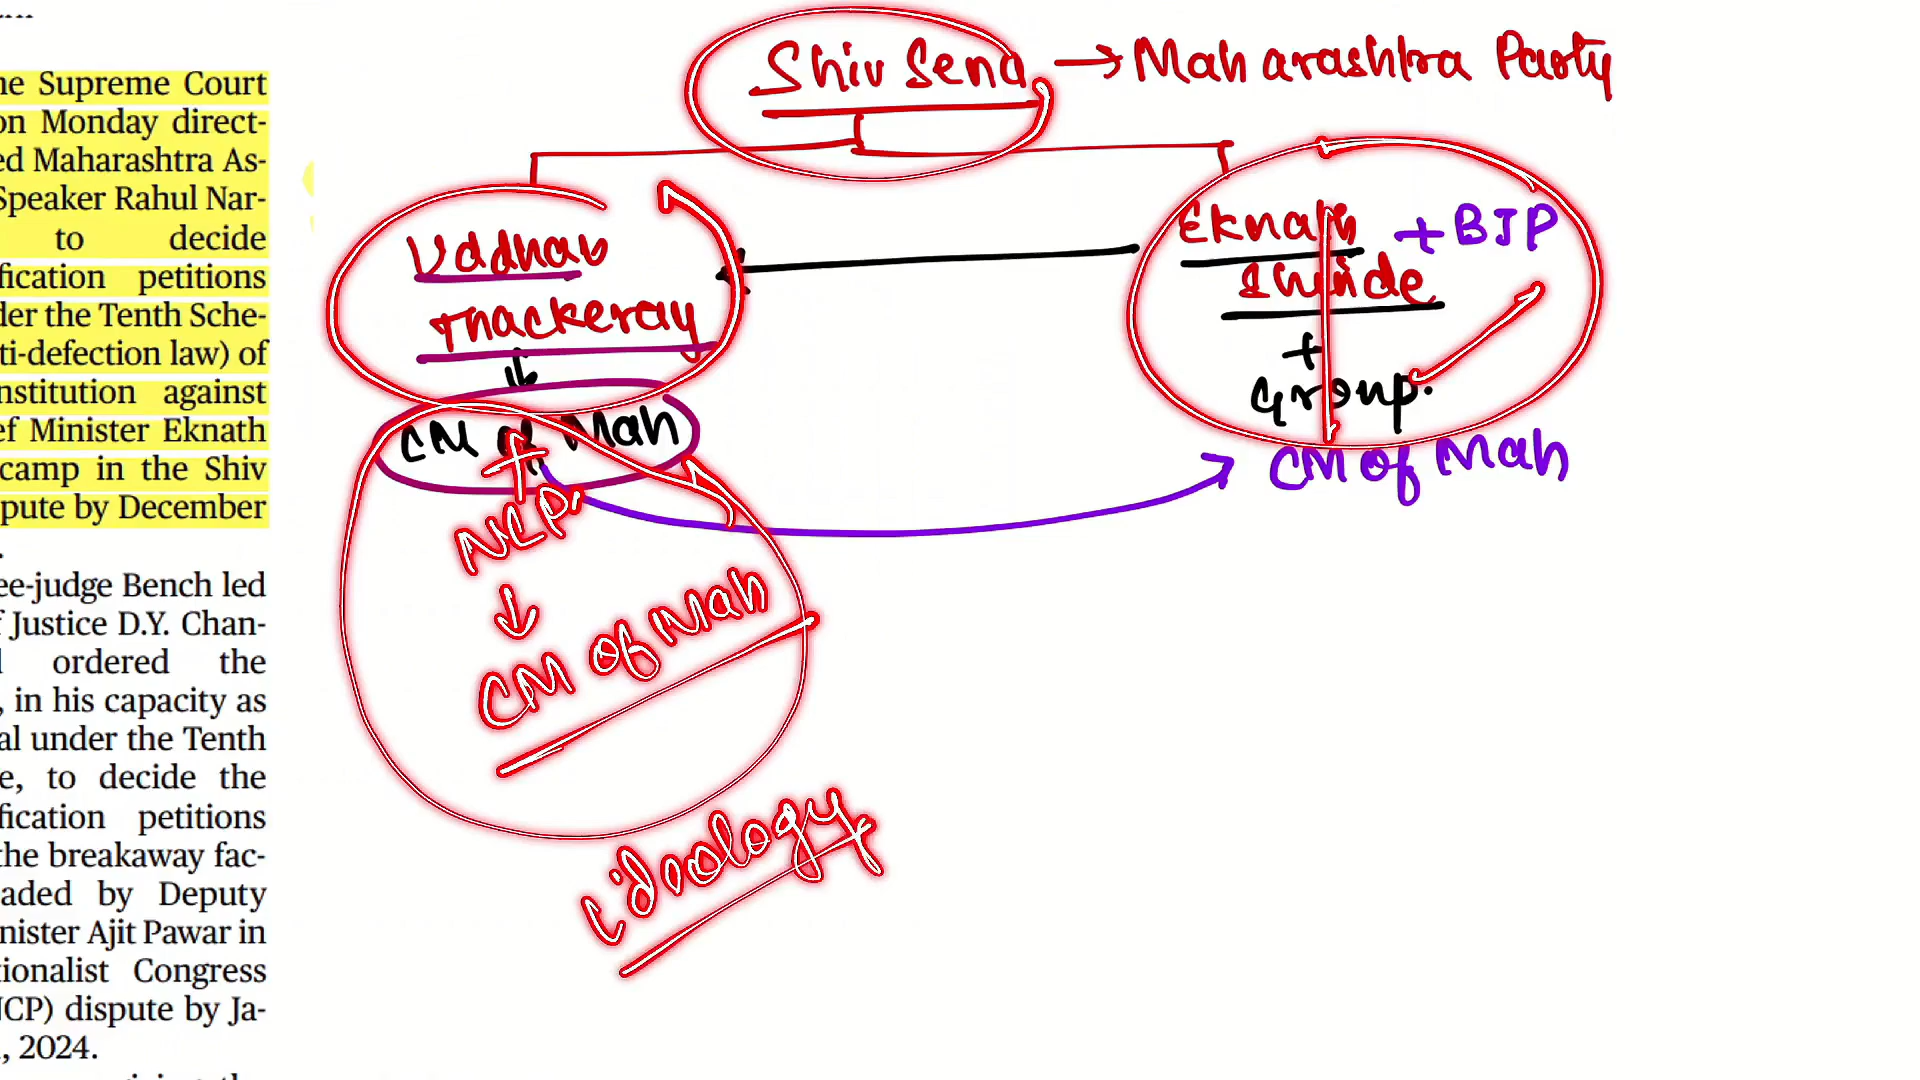 he Supreme Court
on Monday direct-
ed Maharashtra As-
Speaker Rahul Nar-
to decide
fication petitions
der the Tenth Sche-
ti-defection law) of
nstitution against
ef Minister Eknath
camp in the Shiv
pute by December
.
ee-judge Bench led
f Justice D.Y. Chan-
ordered the
, in his capacity as
al under the Tenth
e, to decide the
fication petitions
the breakaway fac-
aded by Deputy
nister Ajit Pawar in
tionalist Congress
NCP) dispute by Ja-
, 2024.
Shiv Sena → Maharashtra Party
Uddhav
Thackeray
CM of Mah
+
NCP.
CM of Mah
ideology
Eknath + BJP
Shinde
+
Group.
CM of Mah